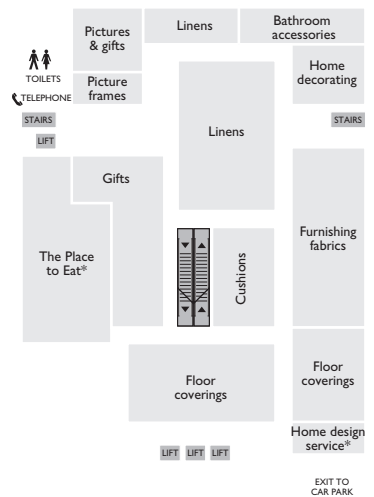 Pictures
& gifts
Linens
Bathroom
accessories
TOILETS
Picture
frames
Home
decorating
TELEPHONE
STAIRS
STAIRS
LIFT
Linens
Gifts
The Place
to Eat*
Cushions
Furnishing
fabrics
Floor
coverings
Floor
coverings
Home design
service*
LIFT LIFT LIFT
EXIT TO
CAR PARK